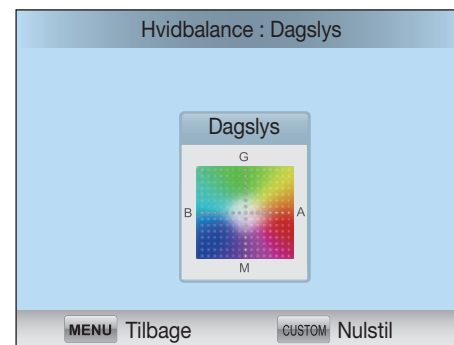 Hvidbalance : Dagslys
Dagslys
G
B A
M
MENU Tilbage CUSTOM Nulstil